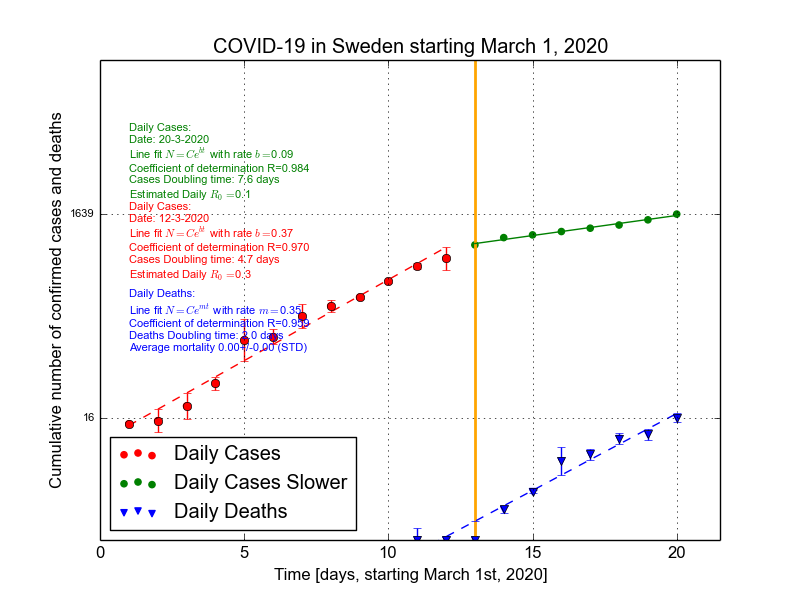 COVID-19 in Sweden starting March 1, 2020
Cumulative number of confirmed cases and deaths
Daily Cases:
Date: 20-3-2020
Line fit N = Ce^{bt} with rate b =0.09
Coefficient of determination R=0.984
Cases Doubling time: 7.6 days
Estimated Daily R_0 =0.1
1639
Daily Cases:
Date: 12-3-2020
Line fit N = Ce^{bt} with rate b =0.37
Coefficient of determination R=0.970
Cases Doubling time: 4.7 days
Estimated Daily R_0 =0.3
Daily Deaths:
Line fit N = Ce^{mt} with rate m =0.35
Coefficient of determination R=0.959
Deaths Doubling time: 2.0 days
Average mortality 0.00+/-0.00 (STD)
16
Daily Cases
Daily Cases Slower
Daily Deaths
0 5 10 15 20
Time [days, starting March 1st, 2020]